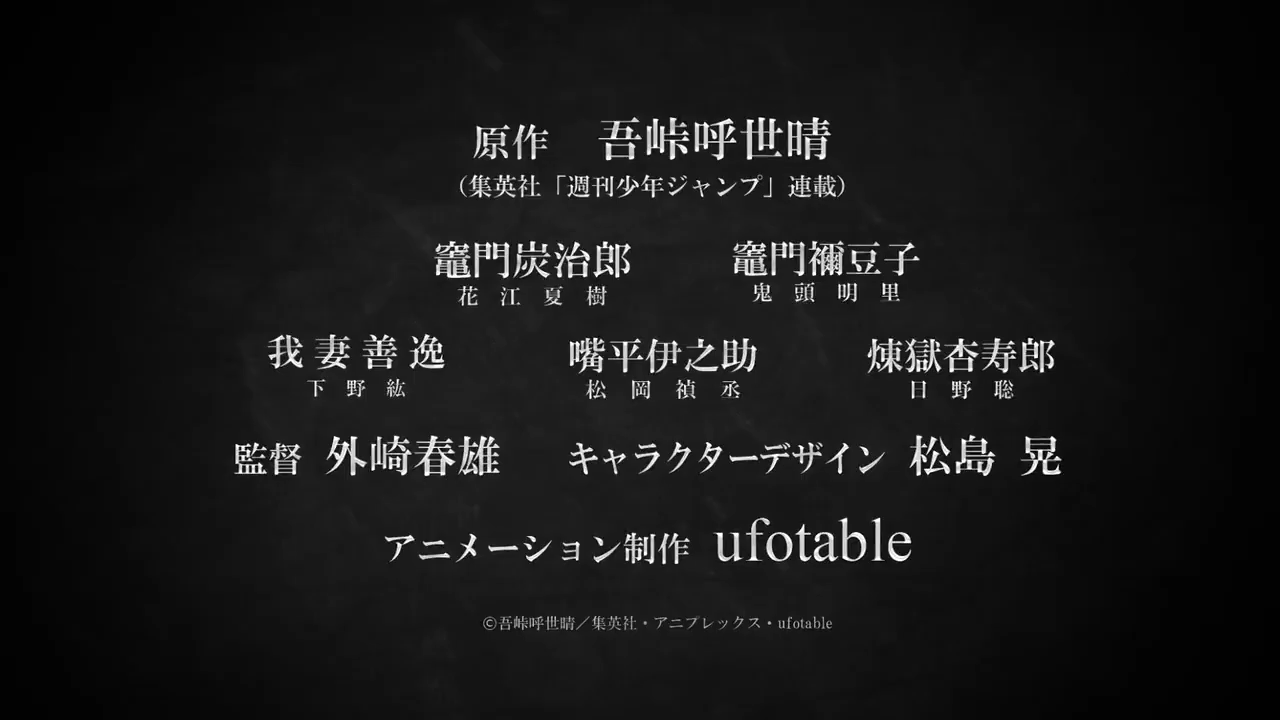 原作　吾峠呼世晴
（集英社「週刊少年ジャンプ」連載）
竈門炭治郎　竈門禰豆子
花江夏樹　鬼頭明里
我妻善逸　嘴平伊之助　煉獄杏寿郎
下野紘　松岡禎丞　日野聡
監督 外崎春雄　キャラクターデザイン 松島 晃
アニメーション制作 ufotable
©吾峠呼世晴／集英社・アニプレックス・ufotable